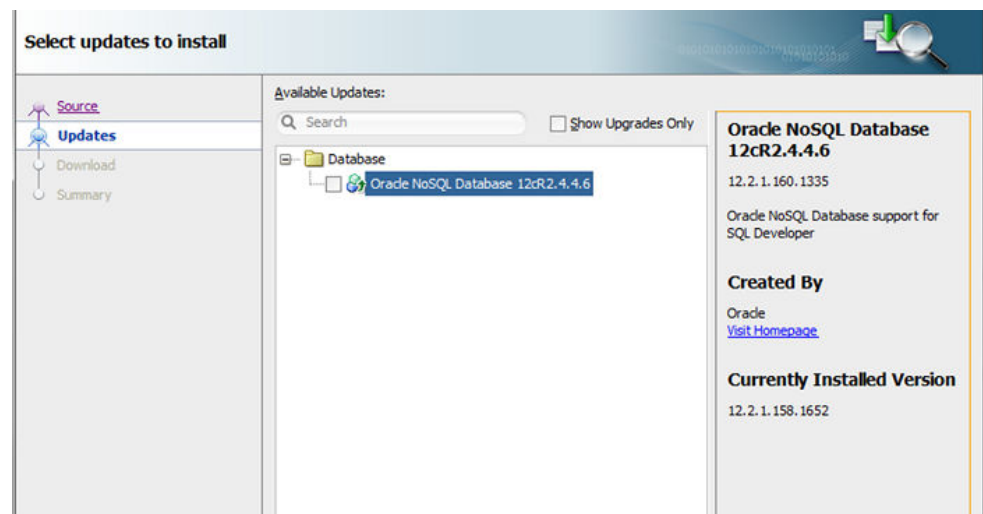 Select updates to install
Source
Updates
Download
Summary
Available Updates:
Search
Show Upgrades Only
Database
Oracle NoSQL Database 12cR2.4.4.6
Oracle NoSQL Database
12cR2.4.4.6
12.2.1.160.1335
Oracle NoSQL Database support for
SQL Developer
Created By
Oracle
Visit Homepage
Currently Installed Version
12.2.1.158.1652